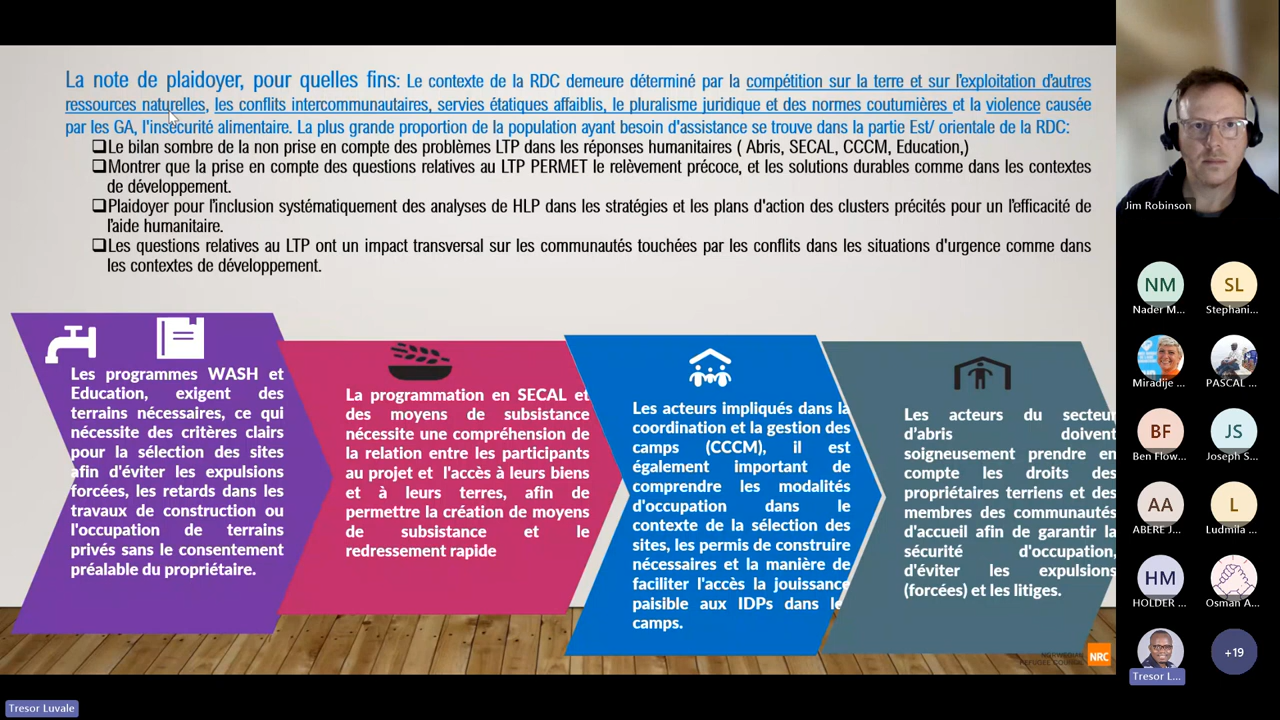 La note de plaidoyer, pour quelles fins: Le contexte de la RDC demeure déterminé par la compétition sur la terre et sur l'exploitation d'autres
ressources naturelles, les conflits intercommunautaires, servies étatiques affaiblis, le pluralisme juridique et des normes coutumières et la violence causée
par les GA, l'insécurité alimentaire. La plus grande proportion de la population ayant besoin d'assistance se trouve dans la partie Est/ orientale de la RDC:
❑Le bilan sombre de la non prise en compte des problèmes LTP dans les réponses humanitaires ( Abris, SECAL, CCCM, Education,)
❑Montrer que la prise en compte des questions relatives au LTP PERMET le relèvement précoce, et les solutions durables comme dans les contextes
de développement.
❑Plaidoyer pour l'inclusion systématiquement des analyses de HLP dans les stratégies et les plans d'action des clusters précités pour un l'efficacité de
l'aide humanitaire.
❑Les questions relatives au LTP ont un impact transversal sur les communautés touchées par les conflits dans les situations d'urgence comme dans
les contextes de développement.
Les programmes WASH et
Education, exigent des
terrains nécessaires, ce qui
nécessite des critères clairs
pour la sélection des sites
afin d'éviter les expulsions
forcées, les retards dans les
travaux de construction ou
l'occupation de terrains
privés sans le consentement
préalable du propriétaire.
La programmation en SECAL et
des moyens de subsistance
nécessite une compréhension de
la relation entre les participants
au projet et l'accès à leurs biens
et à leurs terres, afin de
permettre la création de moyens
de subsistance et le
redressement rapide
Les acteurs impliqués dans la
coordination et la gestion des
camps (CCCM), il est
également important de
comprendre les modalités
d'occupation dans le
contexte de la sélection des
sites, les permis de construire
nécessaires et la manière de
faciliter l'accès la jouissance
paisible aux IDPs dans les
camps.
Les acteurs du secteur
d'abris doivent
soigneusement prendre en
compte les droits des
propriétaires terriens et des
membres des communautés
d'accueil afin de garantir la
sécurité d'occupation,
d'éviter les expulsions
(forcées) et les litiges.
NORWEGIAN
REFUGEE COUNCIL
NRC
Jim Robinson
NM
Nader M...
SL
Stephani...
Miradije ...
PASCAL ...
BF
Ben Flow...
JS
Joseph S...
AA
ABERE J...
L
Ludmila ...
HM
HOLDER ...
Osman A...
Tresor L...
+19
Tresor Luvale